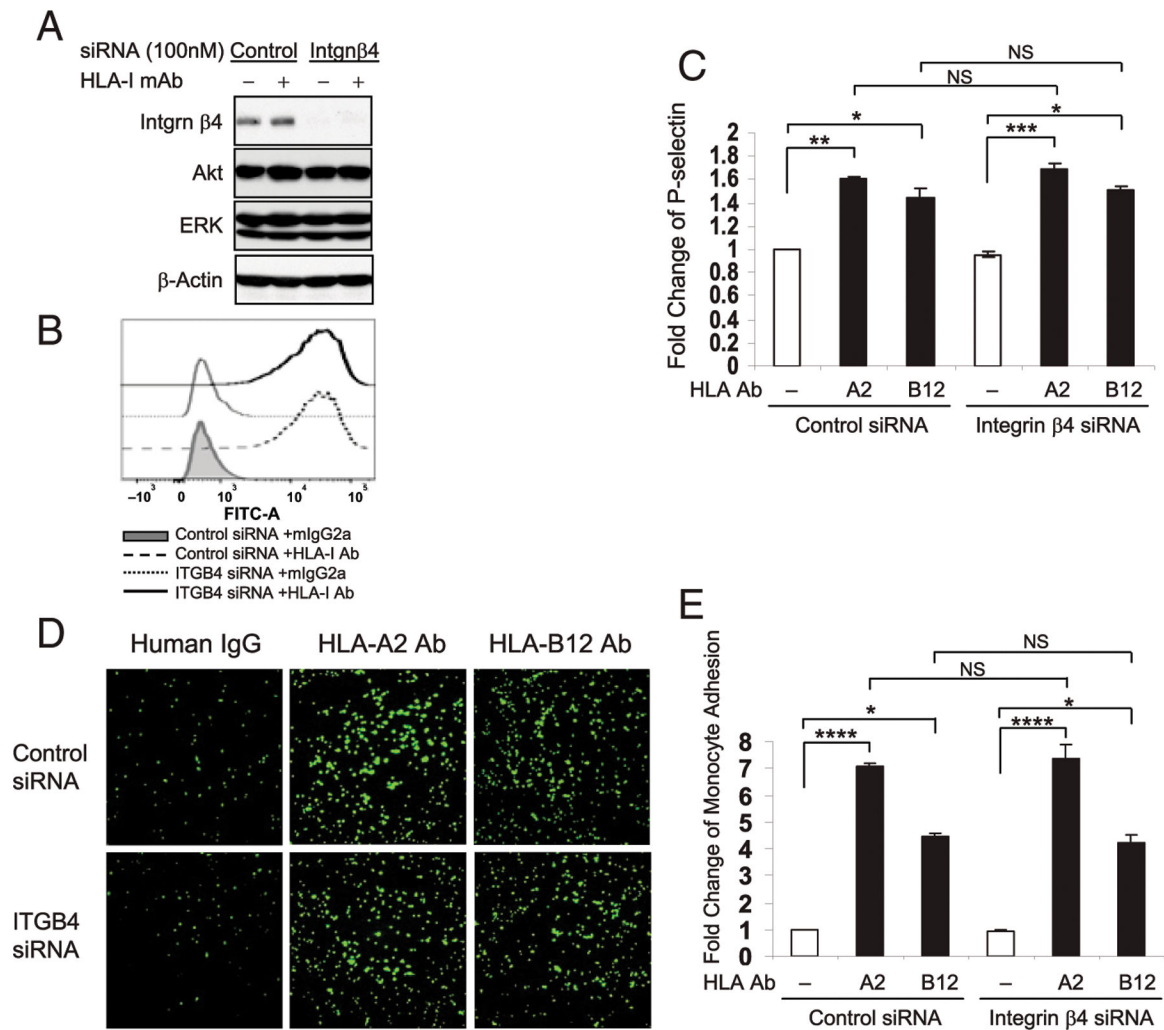 A
siRNA (100nM) Control Intgnβ4
HLA-I mAb – + – +
Intgrn β4
Akt
ERK
β-Actin
B
–10³ 0 10³ 10⁴ 10⁵
FITC-A
Control siRNA +mIgG2a
Control siRNA +HLA-I Ab
ITGB4 siRNA +mIgG2a
ITGB4 siRNA +HLA-I Ab
C
NS
NS
* *
** ***
Fold Change of P-selectin
2
1.8
1.6
1.4
1.2
1
0.8
0.6
0.4
0.2
0
HLA Ab – A2 B12 – A2 B12
Control siRNA Integrin β4 siRNA
D
Human IgG HLA-A2 Ab HLA-B12 Ab
Control
siRNA
ITGB4
siRNA
E
NS
NS
* *
**** ****
Fold Change of Monocyte Adhesion
8
7
6
5
4
3
2
1
0
HLA Ab – A2 B12 – A2 B12
Control siRNA Integrin β4 siRNA